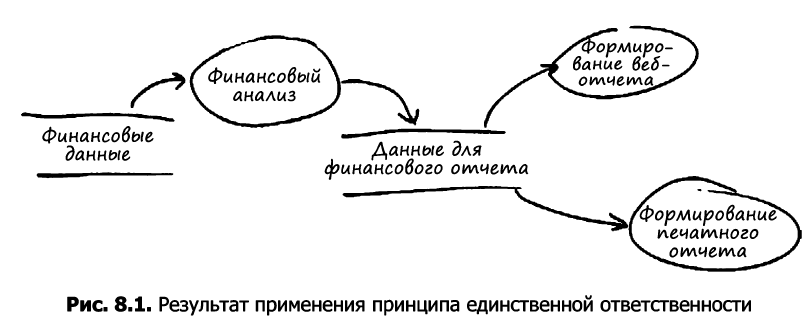 Финансовые
данные
Финансовый
анализ
Данные для
финансового отчета
Формиро-
вание веб-
отчета
Формирование
печатного
отчета
Рис. 8.1. Результат применения принципа единственной ответственности